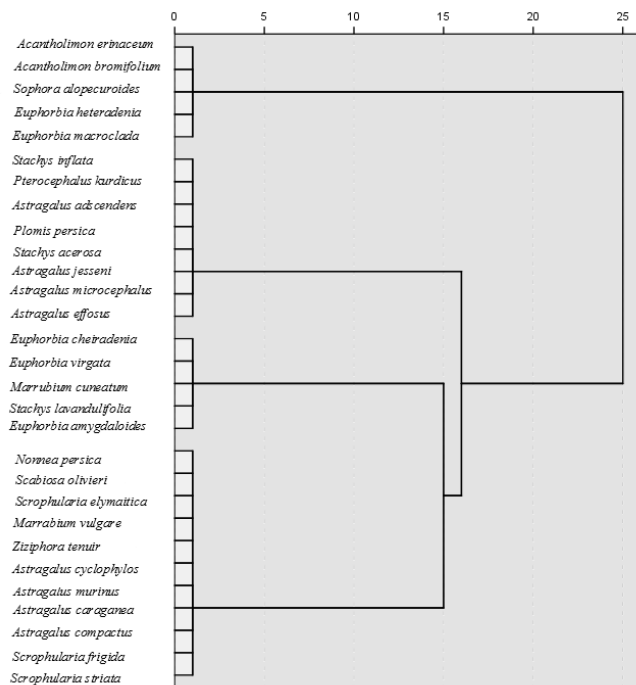 0 5 10 15 20 25
Acantholimon erinaceum
Acantholimon bromifolium
Sophora alopecuroides
Euphorbia heteradenia
Euphorbia macroclada
Stachys inflata
Pterocephalus kurdicus
Astragalus adscendens
Plomis persica
Stachys acerosa
Astragalus jesseni
Astragalus microcephalus
Astragalus effosus
Euphorbia cheiradenia
Euphorbia virgata
Marrubium cuneatum
Stachys lavandulifolia
Euphorbia amygdaloides
Nonnea persica
Scabiosa olivieri
Scrophularia elymaitica
Marrabium vulgare
Ziziphora tenuir
Astragalus cyclophylos
Astragalus murinus
Astragalus caraganea
Astragalus compactus
Scrophularia frigida
Scrophularia striata